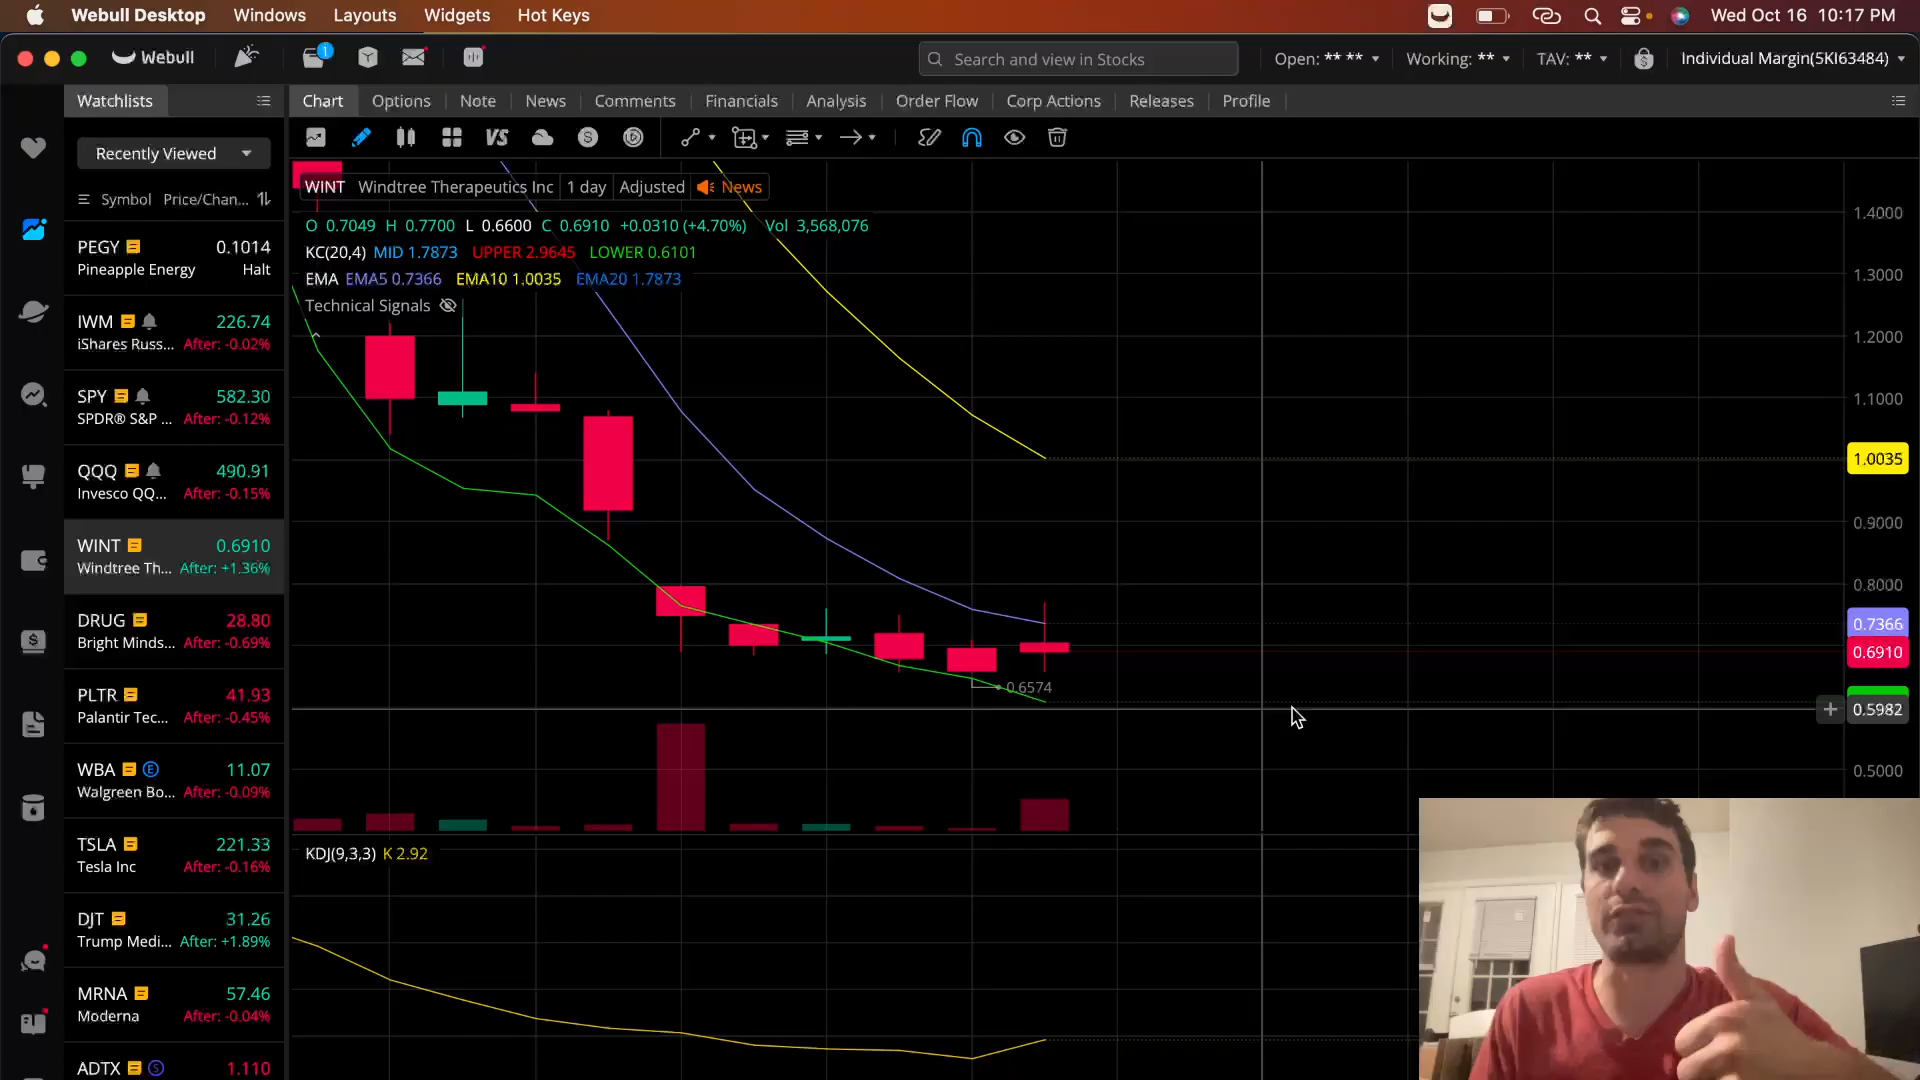 Webull Desktop Windows Layouts Widgets Hot Keys Wed Oct 16 10:17 PM
Webull 1 Search and view in Stocks Open: ** ** Working: ** TAV: ** Individual Margin(5KI63484)
Watchlists Chart Options Note News Comments Financials Analysis Order Flow Corp Actions Releases Profile
Recently Viewed VS S
Symbol Price/Chan...
PEGY 0.1014
Pineapple Energy Halt
IWM 226.74
iShares Russ... After: -0.02%
SPY 582.30
SPDR® S&P ... After: -0.12%
QQQ 490.91
Invesco QQ... After: -0.15%
WINT 0.6910
Windtree Th... After: +1.36%
DRUG 28.80
Bright Minds... After: -0.69%
PLTR 41.93
Palantir Tec... After: -0.45%
WBA E 11.07
Walgreen Bo... After: -0.09%
TSLA 221.33
Tesla Inc After: -0.16%
DJT 31.26
Trump Medi... After: +1.89%
MRNA 57.46
Moderna After: -0.04%
ADTX S 1.110
WINT Windtree Therapeutics Inc 1 day Adjusted News
O 0.7049 H 0.7700 L 0.6600 C 0.6910 +0.0310 (+4.70%) Vol 3,568,076
KC(20,4) MID 1.7873 UPPER 2.9645 LOWER 0.6101
EMA EMA5 0.7366 EMA10 1.0035 EMA20 1.7873
Technical Signals
0.6574
KDJ(9,3,3) K 2.92
1.4000
1.3000
1.2000
1.1000
1.0035
0.9000
0.8000
0.7366
0.6910
0.5982
0.5000